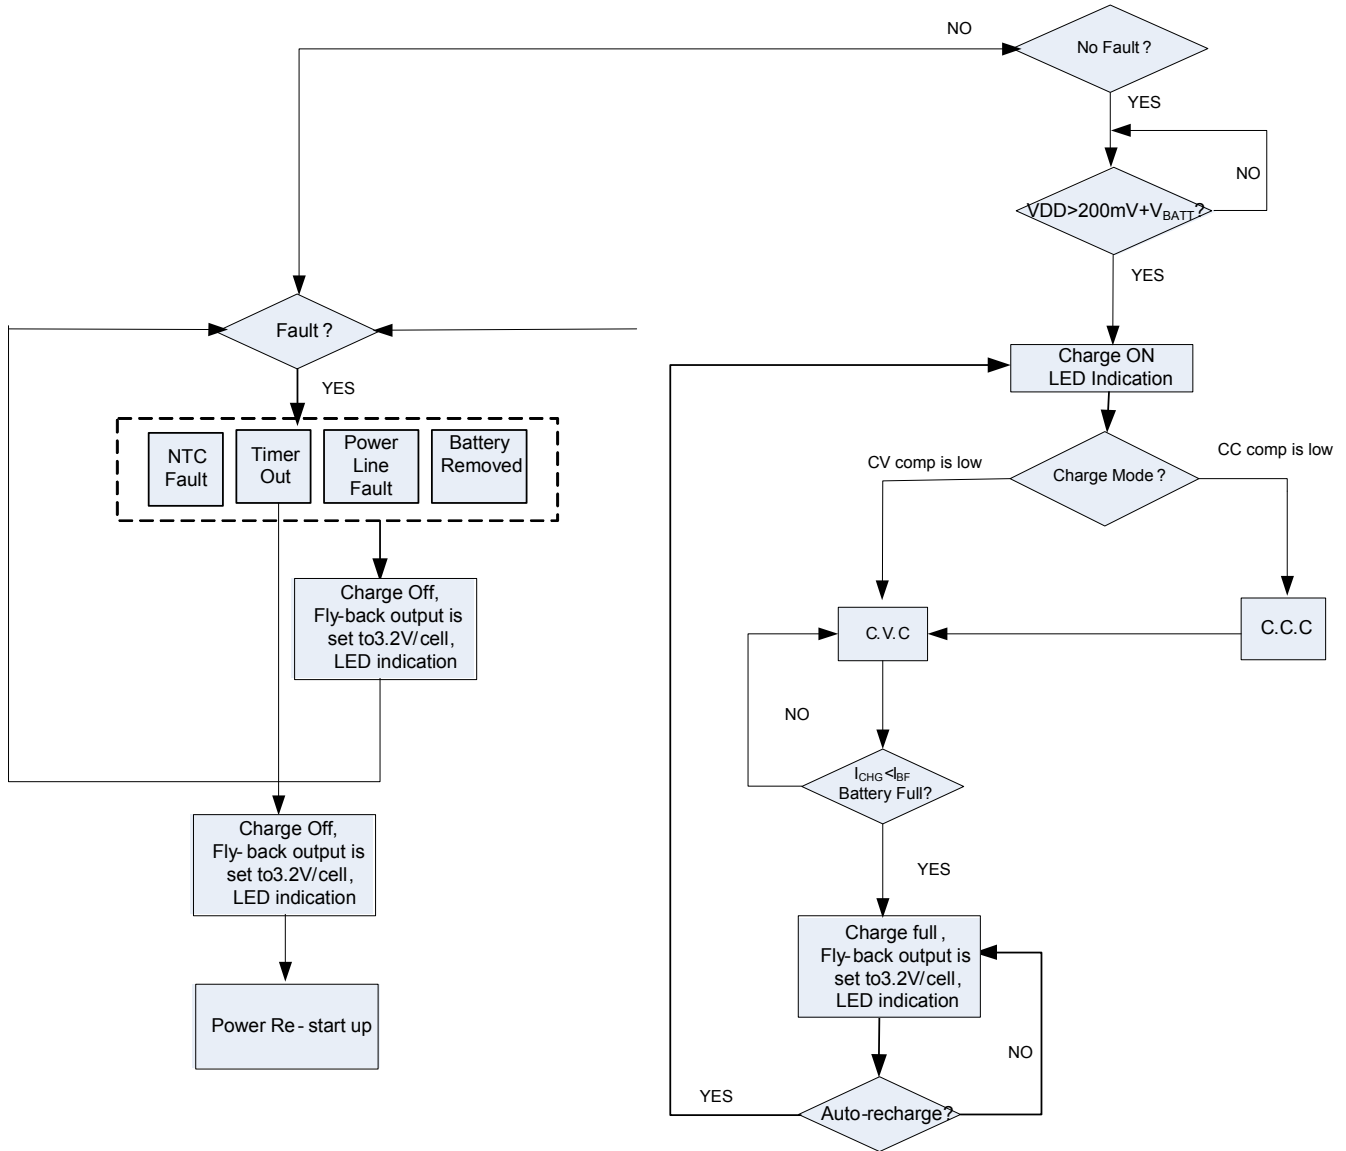 NO
No Fault ?
YES
NO
VDD>200mV+VBATT?
YES
Fault ?
YES
Charge ON
LED Indication
NTC
Fault
Timer
Out
Power
Line
Fault
Battery
Removed
CV comp is low
Charge Mode ?
CC comp is low
Charge Off,
Fly-back output is
set to3.2V/cell,
LED indication
C.V.C
C.C.C
NO
ICHG<IBF
Battery Full?
Charge Off,
Fly- back output is
set to3.2V/cell,
LED indication
YES
Charge full ,
Fly- back output is
set to3.2V/cell,
LED indication
Power Re - start up
NO
YES
Auto-recharge?